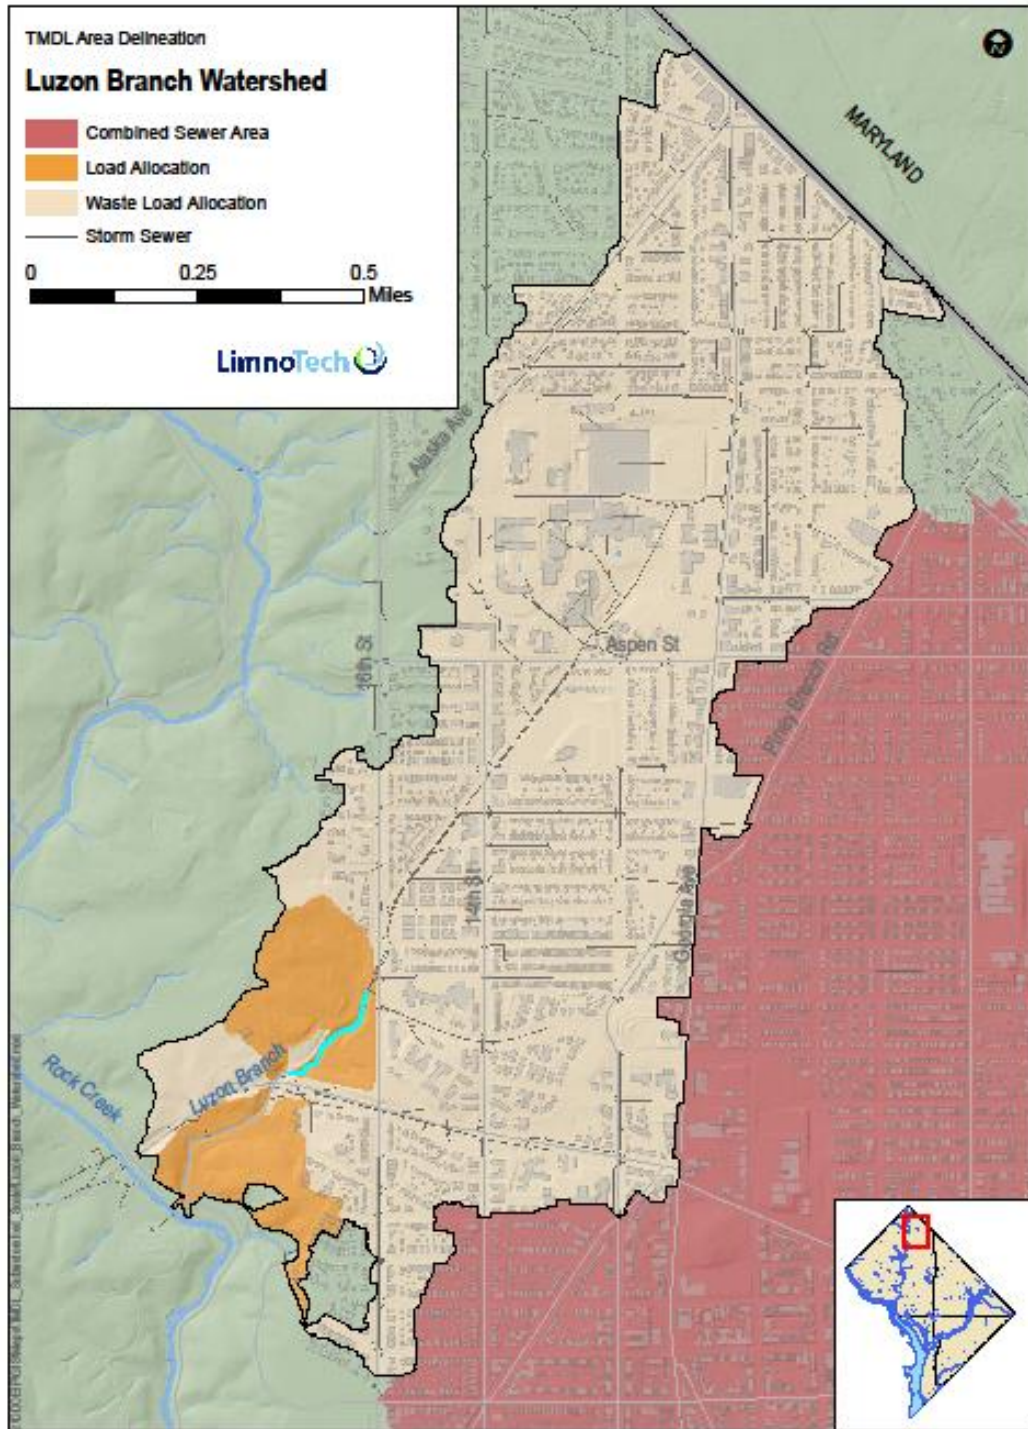 TMDL Area Delineation
Luzon Branch Watershed
Combined Sewer Area
Load Allocation
Waste Load Allocation
Storm Sewer
0 0.25 0.5
Miles
LimnoTech
N
MARYLAND
Alaska Ave
16th St
Aspen St
Piney Branch Rd
14th St
Georgia Ave
Luzon Branch
Rock Creek